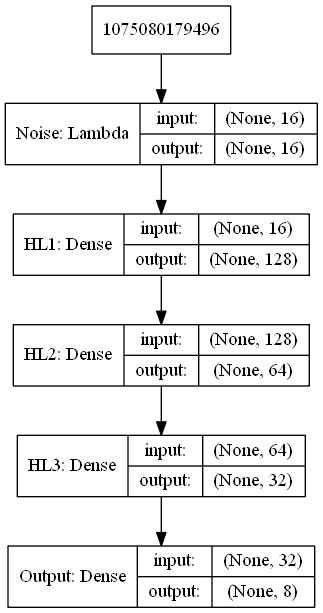 1075080179496
Noise: Lambda
input: (None, 16)
output: (None, 16)
HL1: Dense
input: (None, 16)
output: (None, 128)
HL2: Dense
input: (None, 128)
output: (None, 64)
HL3: Dense
input: (None, 64)
output: (None, 32)
Output: Dense
input: (None, 32)
output: (None, 8)